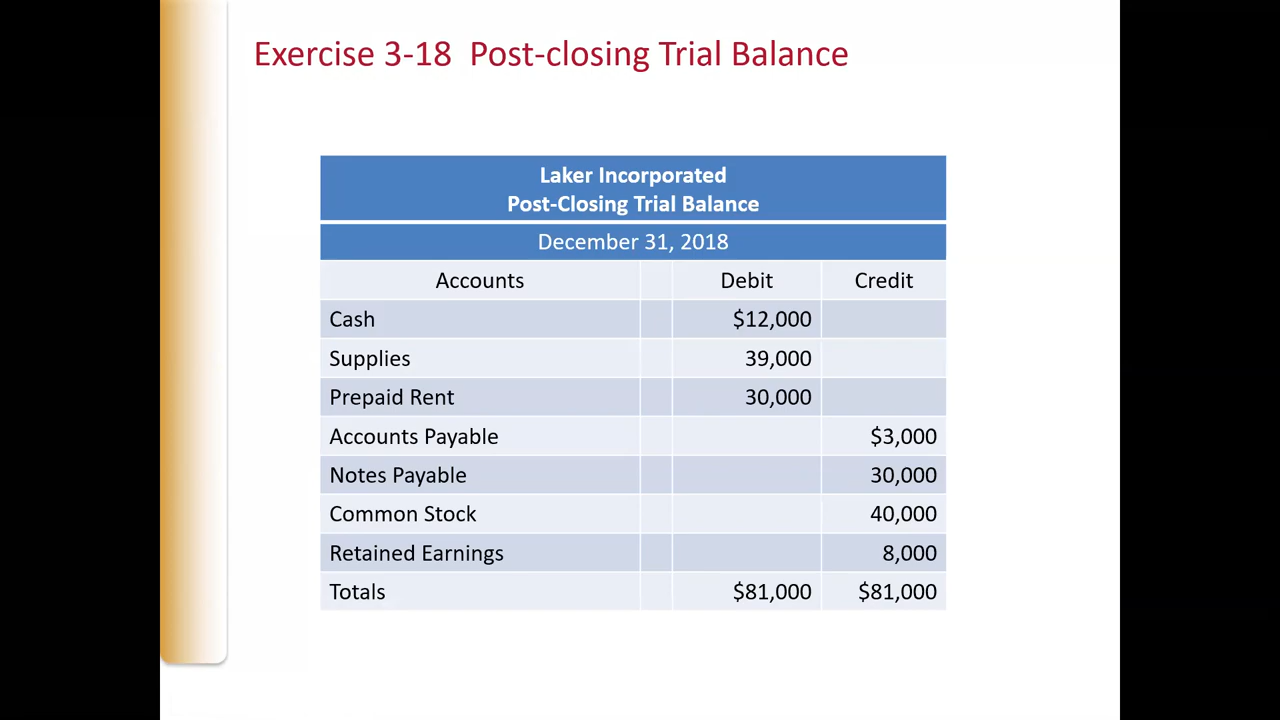 Exercise 3-18  Post-closing Trial Balance
Laker Incorporated
Post-Closing Trial Balance
December 31, 2018
Accounts Debit Credit
Cash $12,000
Supplies 39,000
Prepaid Rent 30,000
Accounts Payable $3,000
Notes Payable 30,000
Common Stock 40,000
Retained Earnings 8,000
Totals $81,000 $81,000